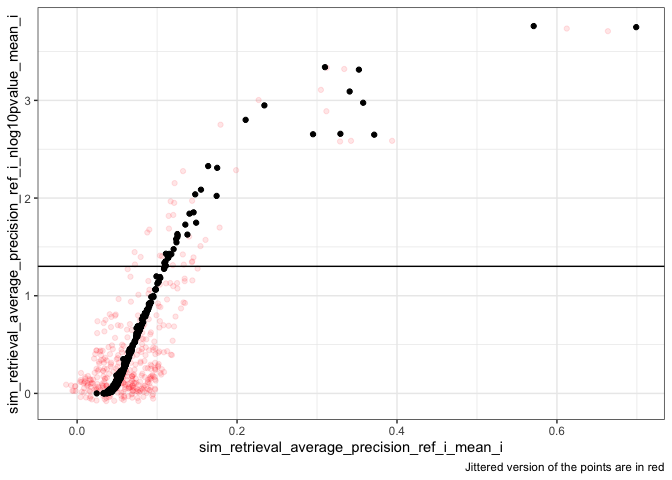 sim_retrieval_average_precision_ref_i_nlog10pvalue_mean_i
3
2
1
0
0.0 0.2 0.4 0.6
sim_retrieval_average_precision_ref_i_mean_i
Jittered version of the points are in red